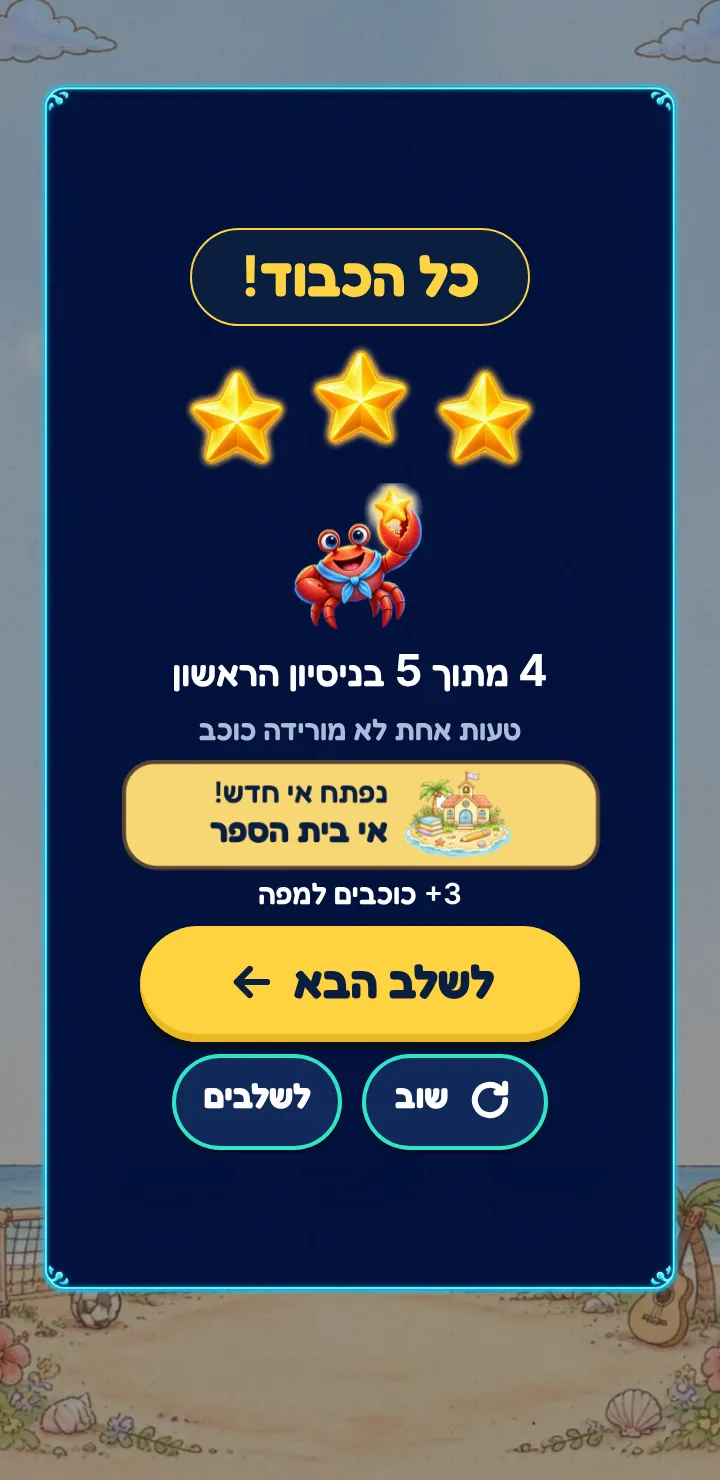 כל הכבוד!
4 מתוך 5 בניסיון הראשון
טעות אחת לא מורידה כוכב
נפתח אי חדש!
אי בית הספר
+3 כוכבים למפה
לשלב הבא ←
שוב
לשלבים